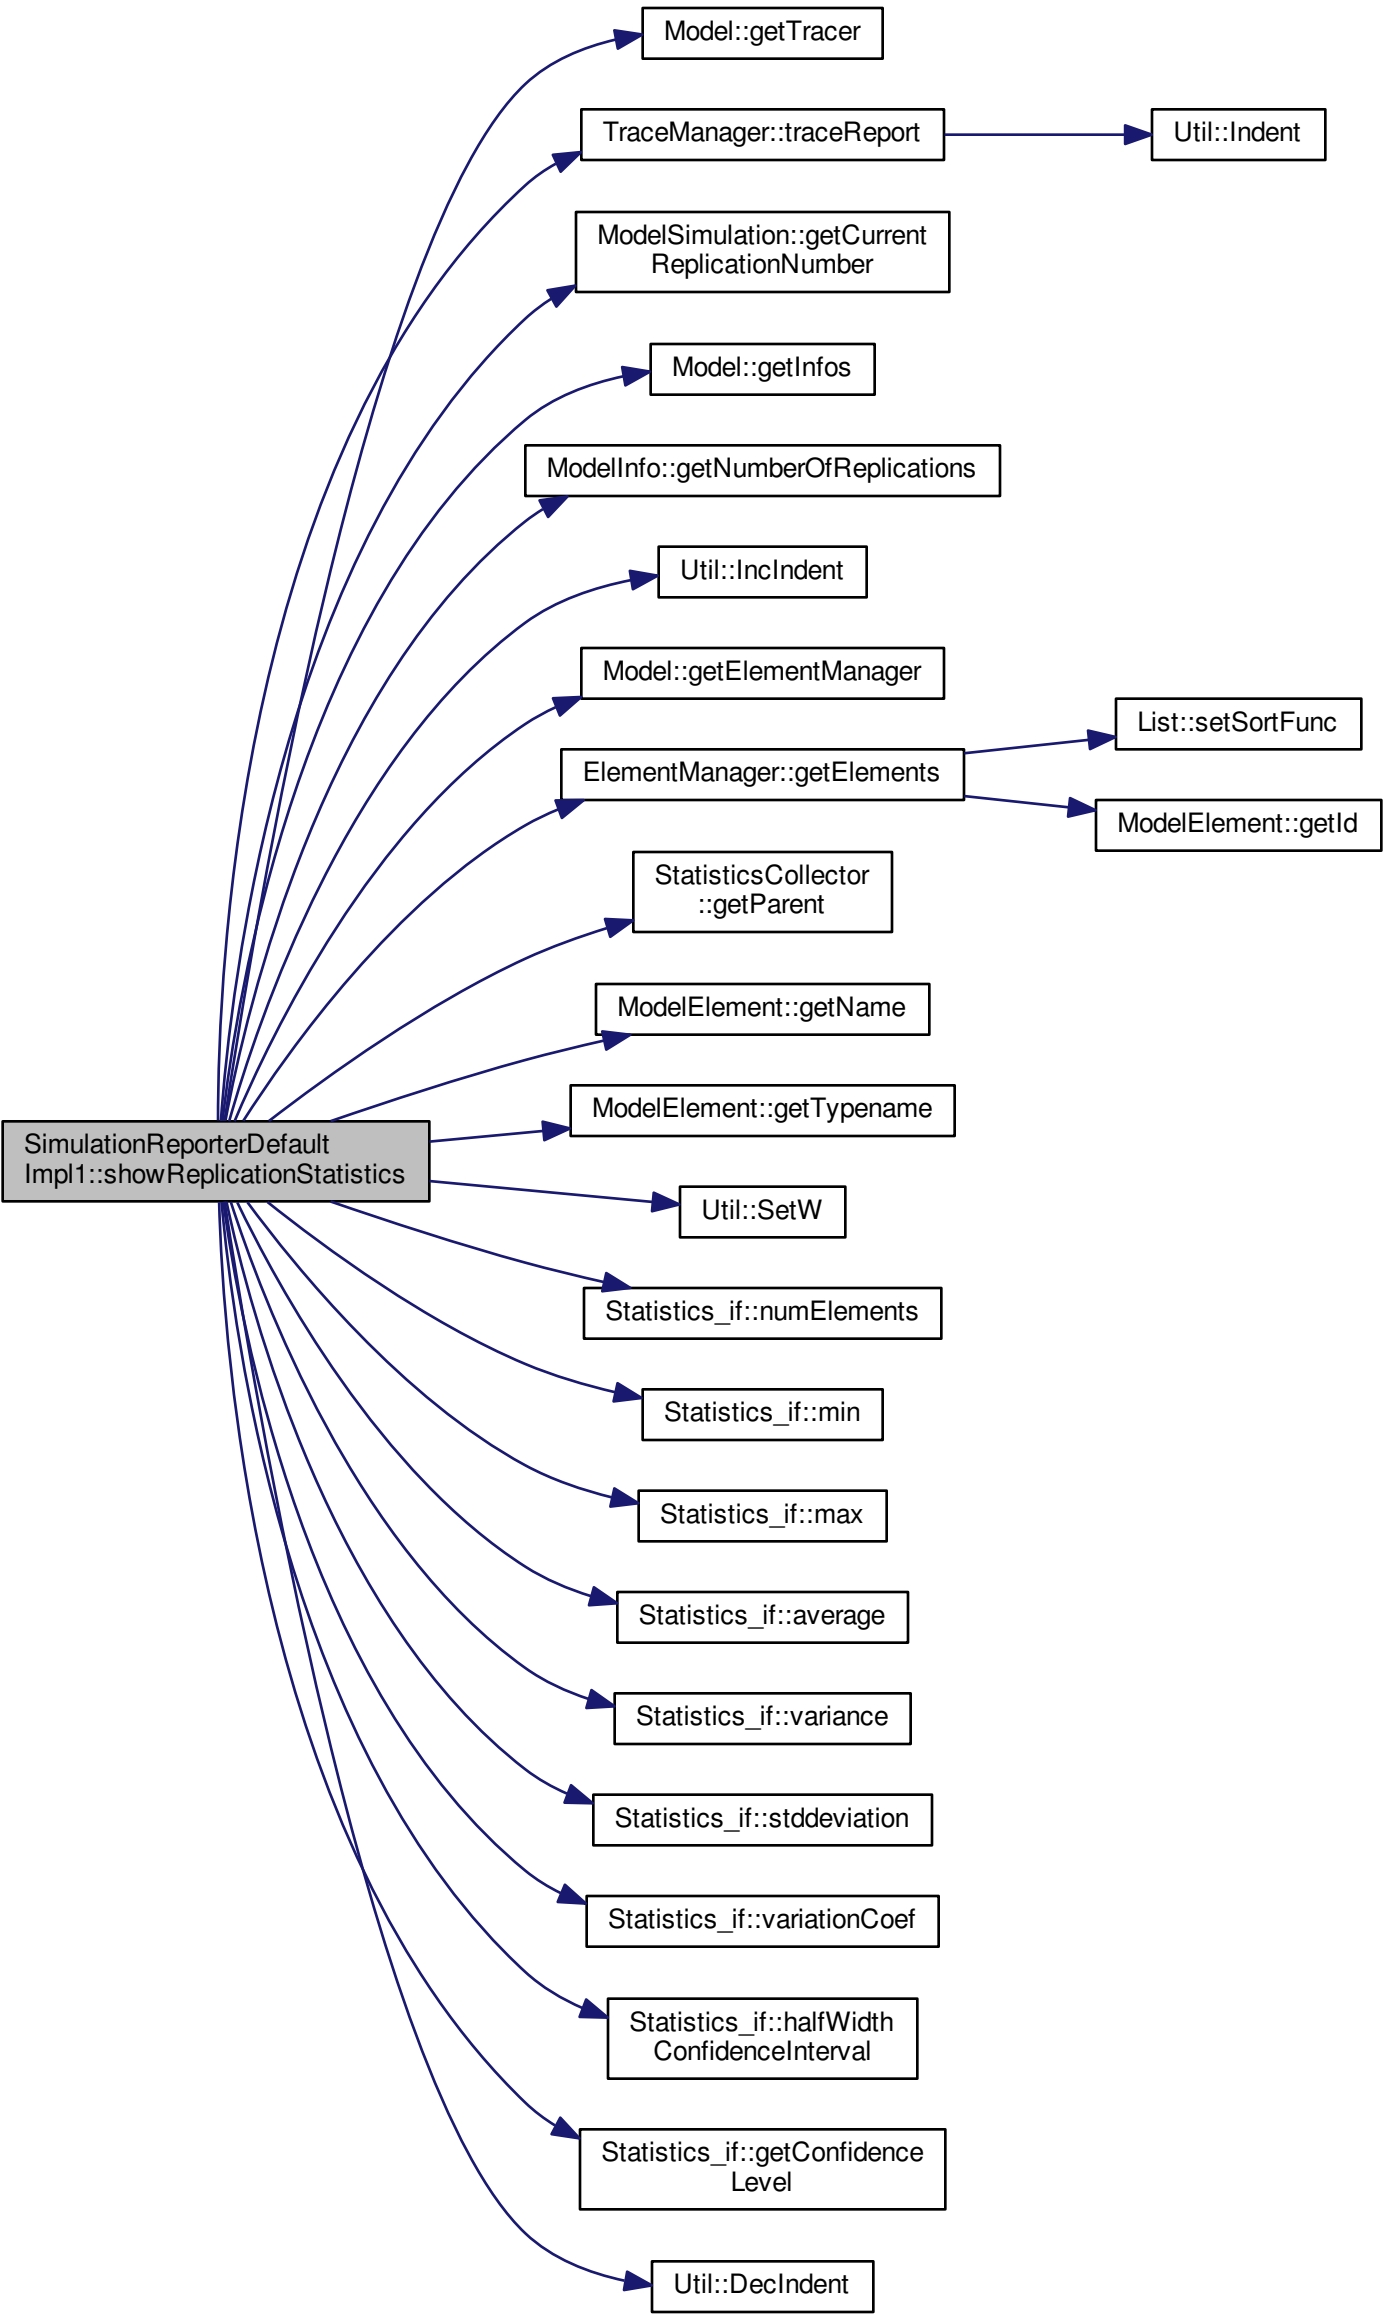 Model::getTracer
TraceManager::traceReport
Util::Indent
ModelSimulation::getCurrent
ReplicationNumber
Model::getInfos
ModelInfo::getNumberOfReplications
Util::IncIndent
Model::getElementManager
List::setSortFunc
ElementManager::getElements
ModelElement::getId
StatisticsCollector
::getParent
ModelElement::getName
ModelElement::getTypename
SimulationReporterDefault
Impl1::showReplicationStatistics
Util::SetW
Statistics_if::numElements
Statistics_if::min
Statistics_if::max
Statistics_if::average
Statistics_if::variance
Statistics_if::stddeviation
Statistics_if::variationCoef
Statistics_if::halfWidth
ConfidenceInterval
Statistics_if::getConfidence
Level
Util::DecIndent